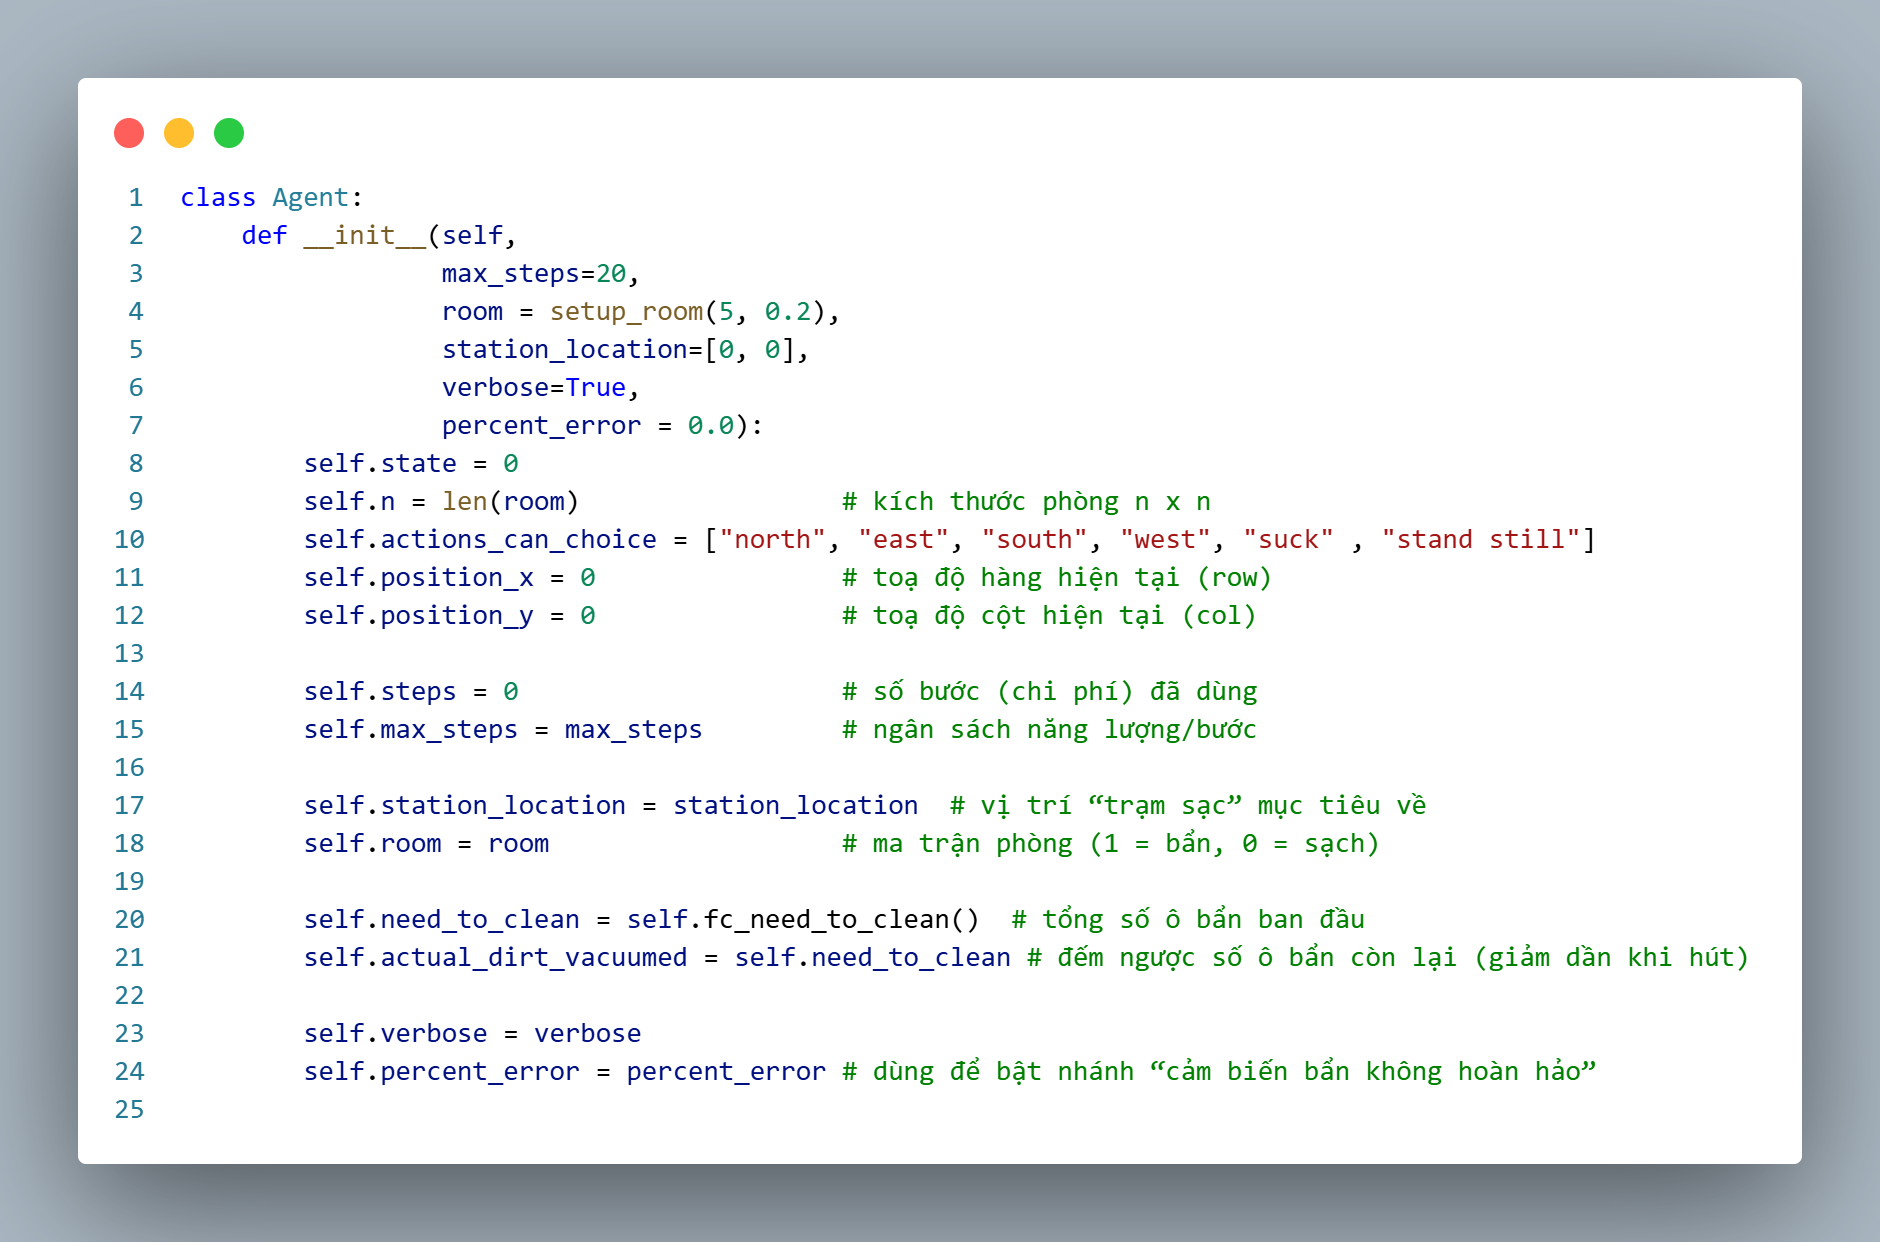 1 class Agent:
2     def __init__(self,
3                  max_steps=20,
4                  room = setup_room(5, 0.2),
5                  station_location=[0, 0],
6                  verbose=True,
7                  percent_error = 0.0):
8         self.state = 0
9         self.n = len(room)                 # kích thước phòng n x n
10         self.actions_can_choice = ["north", "east", "south", "west", "suck" , "stand still"]
11         self.position_x = 0                # toạ độ hàng hiện tại (row)
12         self.position_y = 0                # toạ độ cột hiện tại (col)
13
14         self.steps = 0                     # số bước (chi phí) đã dùng
15         self.max_steps = max_steps         # ngân sách năng lượng/bước
16
17         self.station_location = station_location  # vị trí “trạm sạc” mục tiêu về
18         self.room = room                   # ma trận phòng (1 = bẩn, 0 = sạch)
19
20         self.need_to_clean = self.fc_need_to_clean()  # tổng số ô bẩn ban đầu
21         self.actual_dirt_vacuumed = self.need_to_clean # đếm ngược số ô bẩn còn lại (giảm dần khi hút)
22
23         self.verbose = verbose
24         self.percent_error = percent_error # dùng để bật nhánh “cảm biến bẩn không hoàn hảo”
25